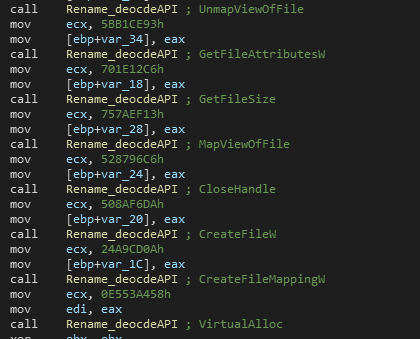 call Rename_deocdeAPI ; UnmapViewOfFile
mov ecx, 5BB1CE93h
mov [ebp+var_34], eax
call Rename_deocdeAPI ; GetFileAttributesW
mov ecx, 701E12C6h
mov [ebp+var_18], eax
call Rename_deocdeAPI ; GetFileSize
mov ecx, 757AEF13h
mov [ebp+var_28], eax
call Rename_deocdeAPI ; MapViewOfFile
mov ecx, 528796C6h
mov [ebp+var_24], eax
call Rename_deocdeAPI ; CloseHandle
mov ecx, 508AF6DAh
mov [ebp+var_20], eax
call Rename_deocdeAPI ; CreateFileW
mov ecx, 24A9CD0Ah
mov [ebp+var_1C], eax
call Rename_deocdeAPI ; CreateFileMappingW
mov ecx, 0E553A458h
mov edi, eax
call Rename_deocdeAPI ; VirtualAlloc